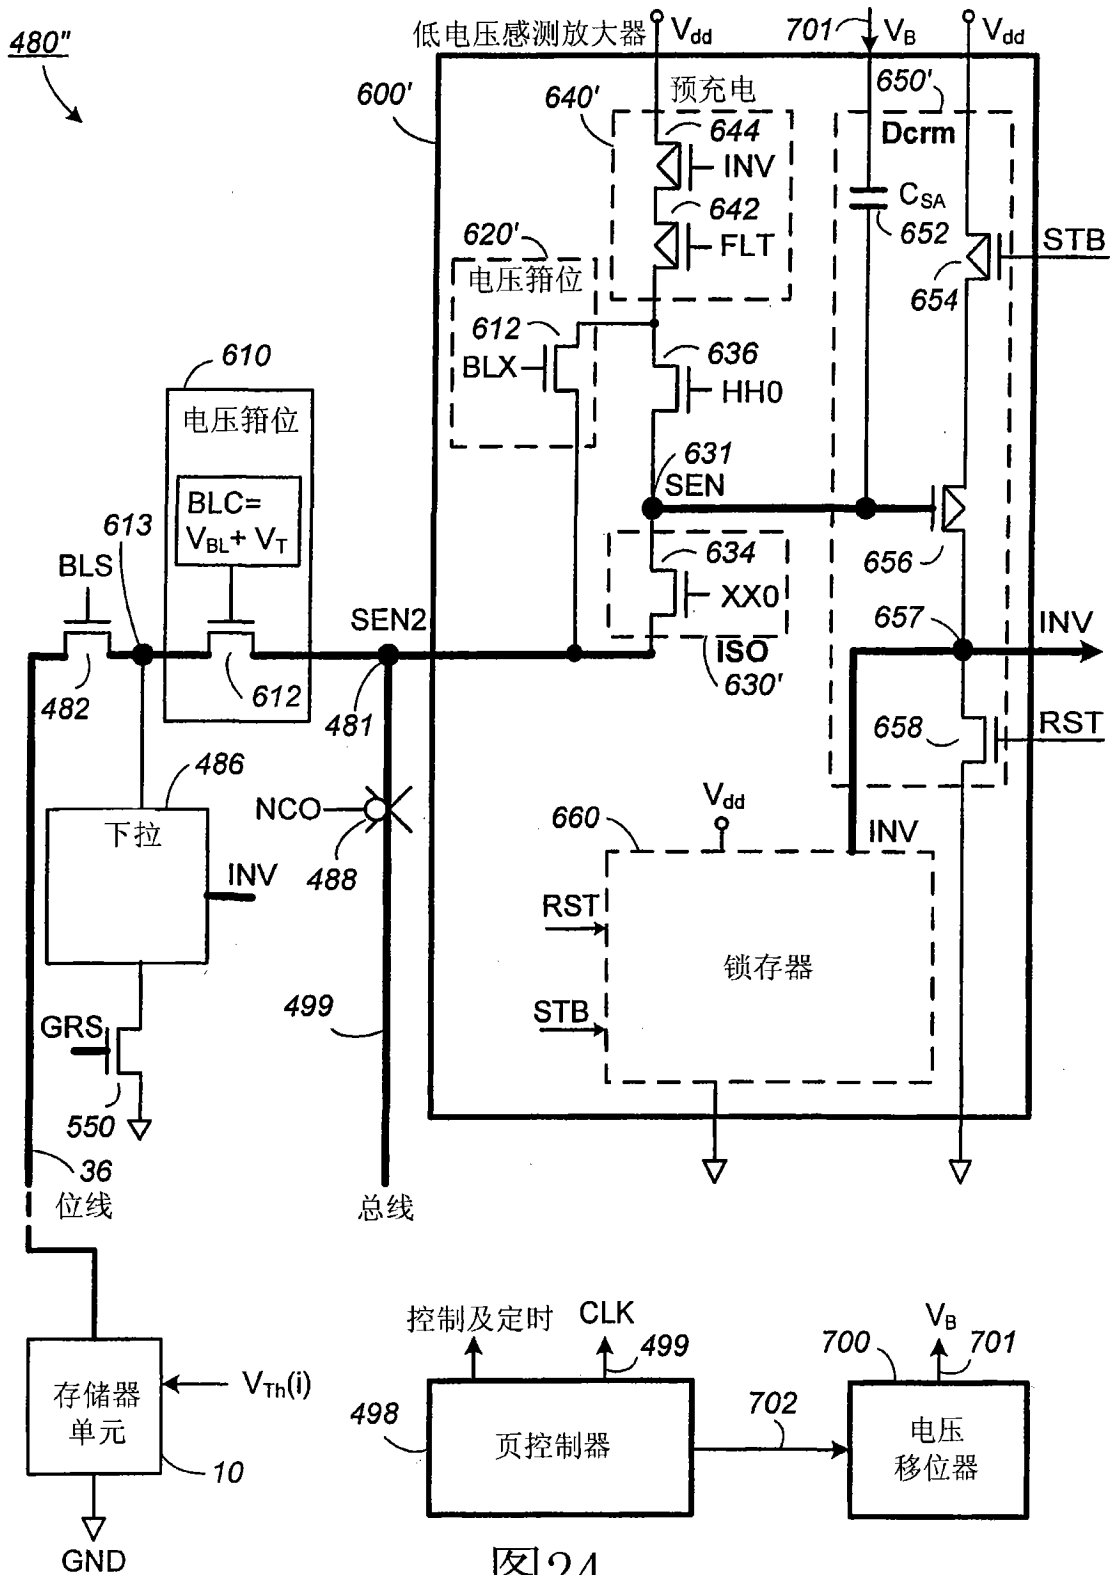 480″
低电压感测放大器
Vdd
701
VB
Vdd
600'
640'
预充电
650'
Dcrm
644
INV
642
FLT
CSA
652
STB
654
620'
电压箝位
612
BLX
636
HH0
610
电压箝位
BLC=
VBL+ VT
631
SEN
656
634
XX0
ISO
630'
613
BLS
482
612
SEN2
481
657
INV
658
RST
486
下拉
INV
NCO
488
660
Vdd
INV
RST
STB
锁存器
GRS
550
499
36
位线
总线
存储器
单元
VTh(i)
10
GND
控制及定时
CLK
499
498
页控制器
702
VB
700
701
电压
移位器
图24